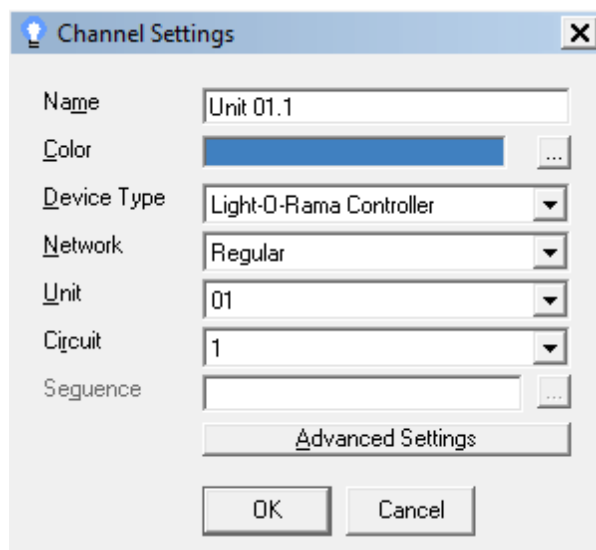 Channel Settings
Name Unit 01.1
Color ...
Device Type Light-O-Rama Controller
Network Regular
Unit 01
Circuit 1
Sequence ...
Advanced Settings
OK Cancel